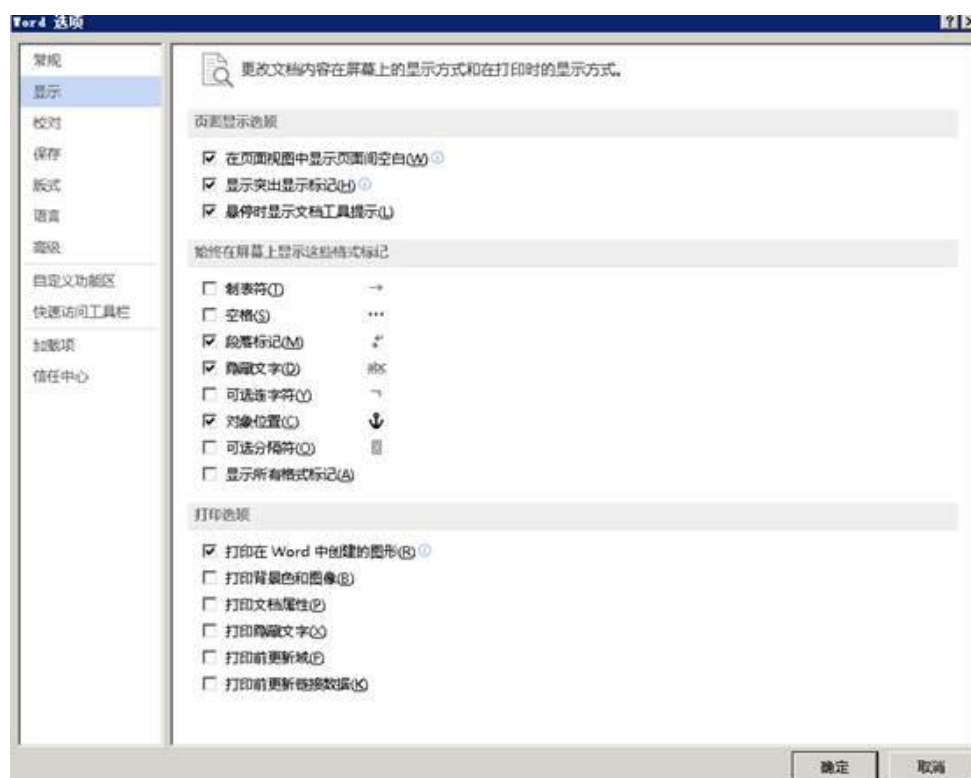 Word 选项
常规
显示
校对
保存
版式
语言
高级
自定义功能区
快速访问工具栏
加载项
信任中心
更改文档内容在屏幕上的显示方式和在打印时的显示方式。
页面显示选项
在页面视图中显示页面间空白(W)
显示突出显示标记(H)
悬停时显示文档工具提示(L)
始终在屏幕上显示这些格式标记
制表符(T) →
空格(S) ···
段落标记(M)
隐藏文字(D) abc
可选连字符(Y) ¬
对象位置(C)
可选分隔符(O)
显示所有格式标记(A)
打印选项
打印在 Word 中创建的图形(R)
打印背景色和图像(B)
打印文档属性(P)
打印隐藏文字(X)
打印前更新域(F)
打印前更新链接数据(K)
确定 取消